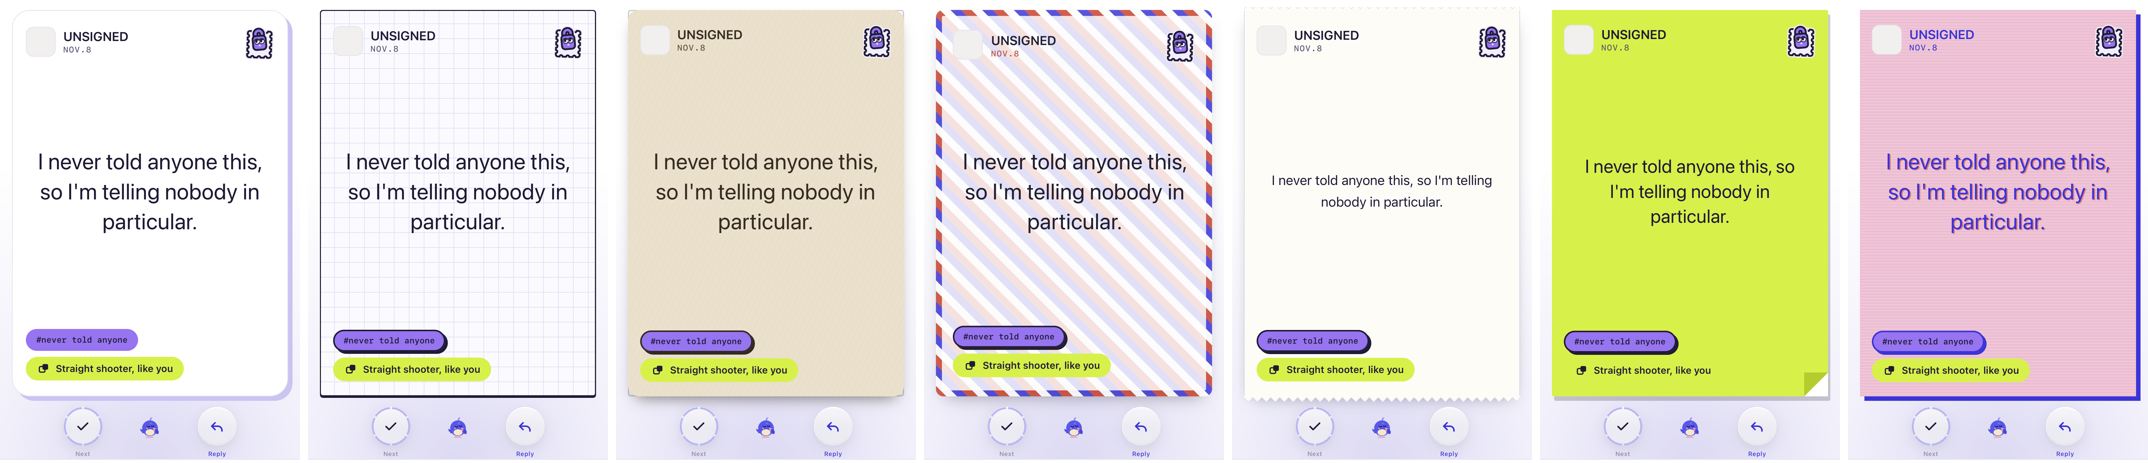 UNSIGNED
NOV.8
I never told anyone this,
so I'm telling nobody in
particular.
#never told anyone
Straight shooter, like you
Nest
Reply
UNSIGNED
NOV.8
I never told anyone this,
so I'm telling nobody in
particular.
#never told anyone
Straight shooter, like you
Nest
Reply
UNSIGNED
NOV.8
I never told anyone this,
so I'm telling nobody in
particular.
#never told anyone
Straight shooter, like you
Nest
Reply
UNSIGNED
NOV.8
I never told anyone this,
so I'm telling nobody in
particular.
#never told anyone
Straight shooter, like you
Nest
Reply
UNSIGNED
NOV.8
I never told anyone this, so I'm telling
nobody in particular.
#never told anyone
Straight shooter, like you
Nest
Reply
UNSIGNED
NOV.8
I never told anyone this, so
I'm telling nobody in
particular.
#never told anyone
Straight shooter, like you
Nest
Reply
UNSIGNED
NOV.8
I never told anyone this,
so I'm telling nobody in
particular.
#never told anyone
Straight shooter, like you
Nest
Reply